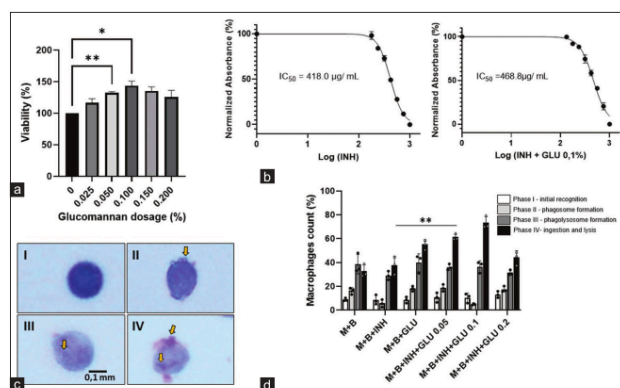 *
**
Viability (%)
200
150
100
50
0
0
0.025
0.050
0.100
0.150
0.200
Glucomannan dosage (%)
a
Normalized Absorbance (%)
100
50
0
IC50 = 418.0 µg/ mL
0
1
2
3
Log (INH)
Normalized Absorbance (%)
100
50
0
IC50 =468.8µg/ mL
0
1
2
3
Log (INH + GLU 0,1%)
b
I
II
III
IV
0,1 mm
c
Macrophages count (%)
100
80
60
40
20
0
**
Phase I - initial recognition
Phase II - phagosome formation
Phase III - phagolysosome formation
Phase IV- ingestion and lysis
M+B
M+B+INH
M+B+GLU
M+B+INH+GLU 0.05
M+B+INH+GLU 0.1
M+B+INH+GLU 0.2
d